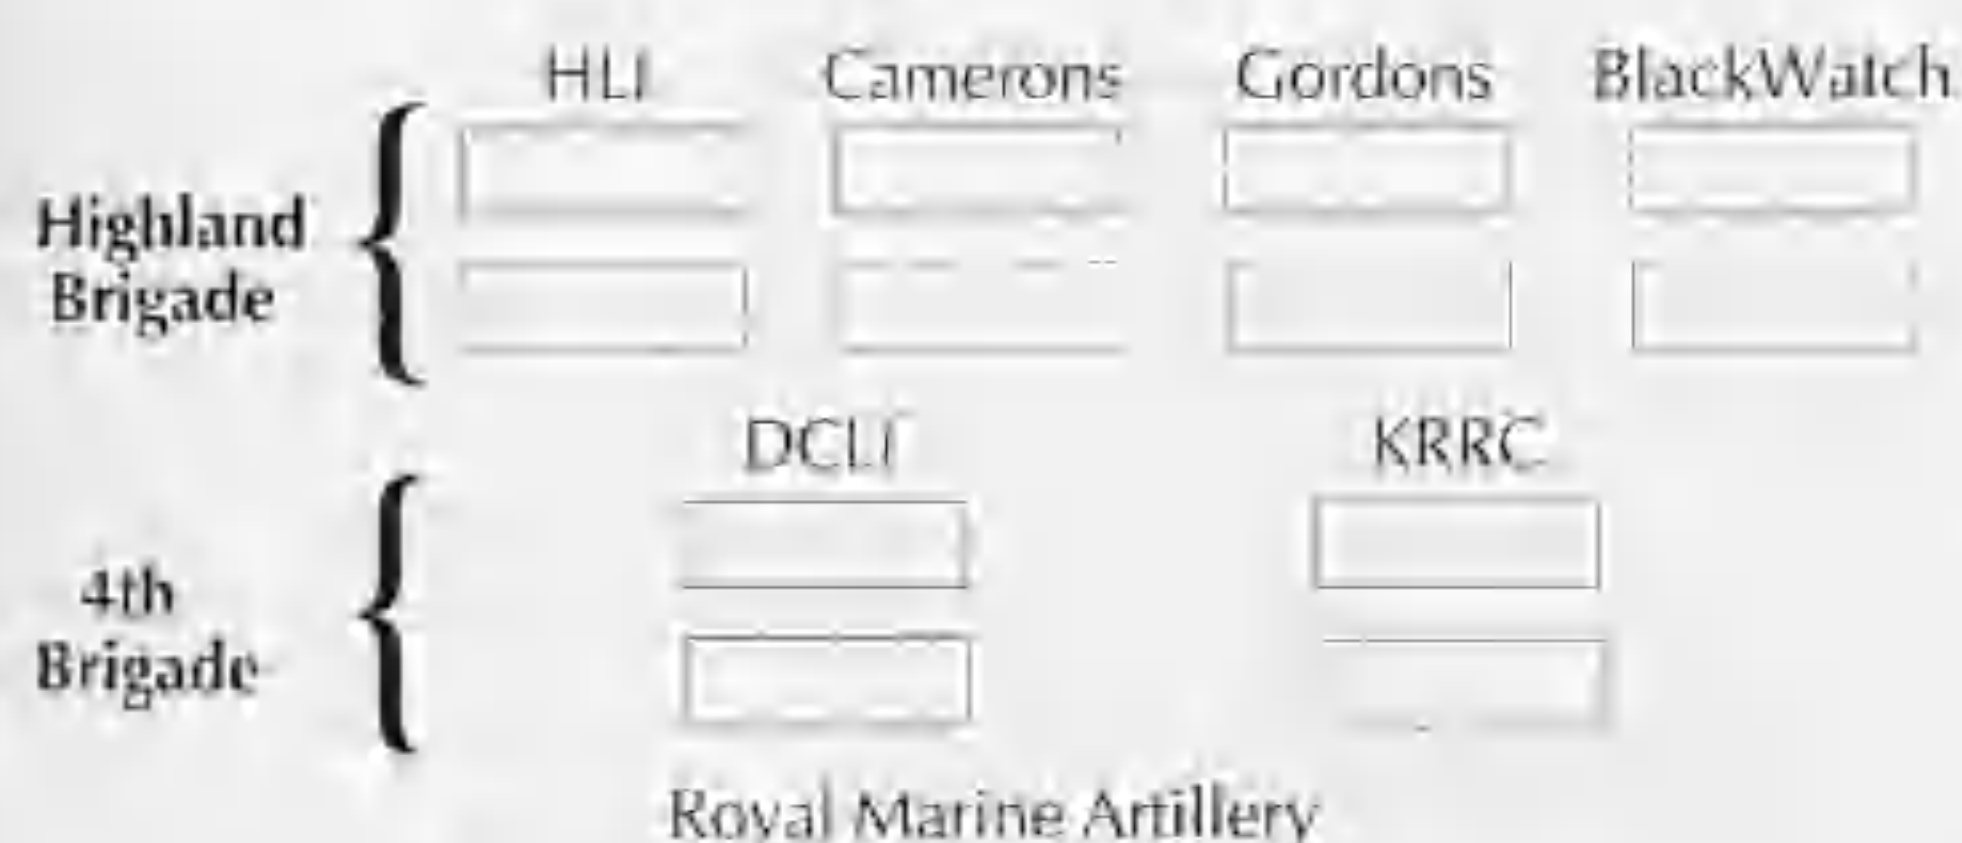 HLI Camerons Gordons BlackWatch
Highland
Brigade
DCLI KRRC
4th
Brigade
Royal Marine Artillery